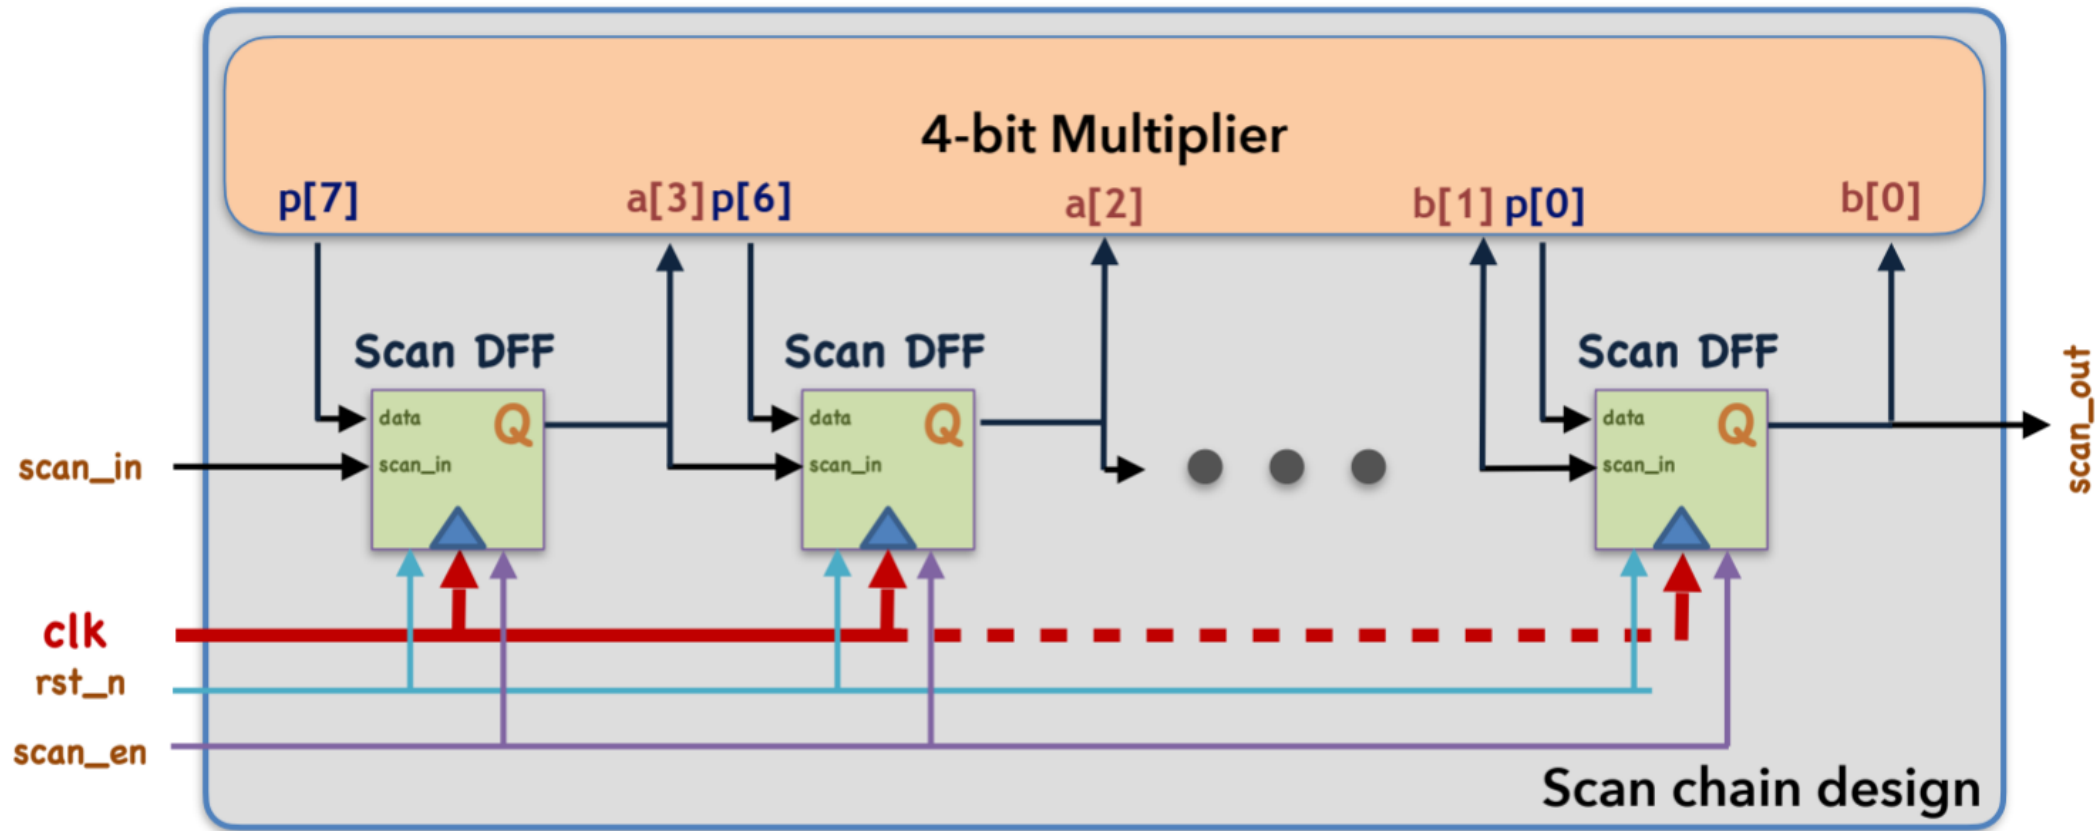 4-bit Multiplier
p[7] a[3] p[6] a[2] b[1] p[0] b[0]
Scan DFF Scan DFF Scan DFF
data Q data Q data Q
scan_in scan_in scan_in scan_in
scan_out
clk
rst_n
scan_en
Scan chain design